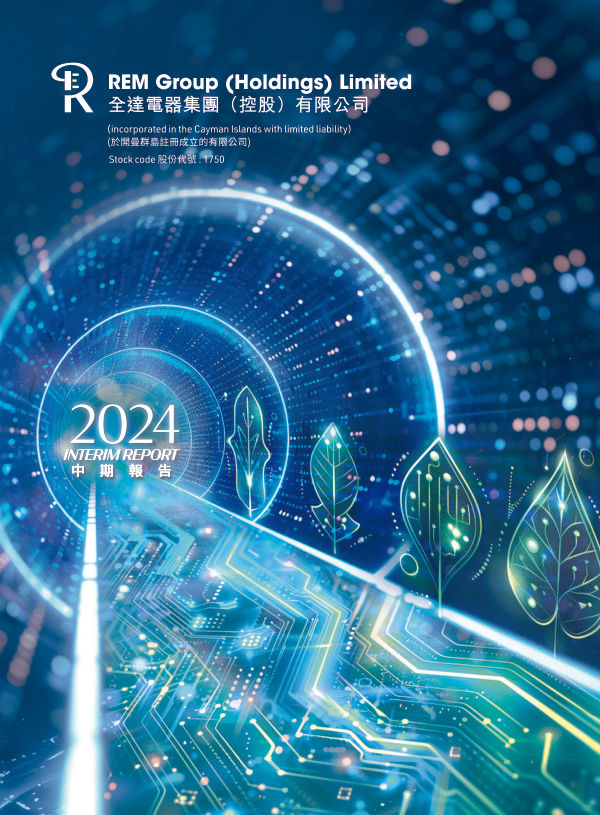 REM Group (Holdings) Limited
全達電器集團（控股）有限公司
(incorporated in the Cayman Islands with limited liability)
(於開曼群島註冊成立的有限公司)
Stock code 股份代號 : 1750
2024
INTERIM REPORT
中期報告